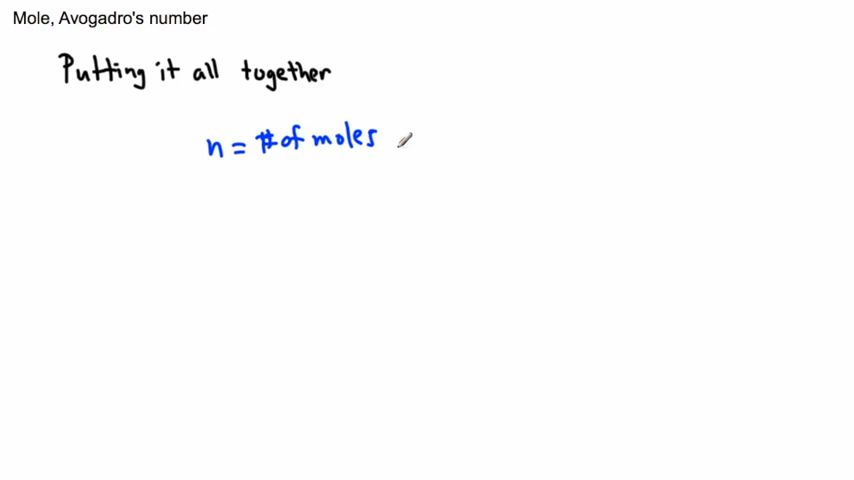 Mole, Avogadro's number
Putting it all together
n = # of moles